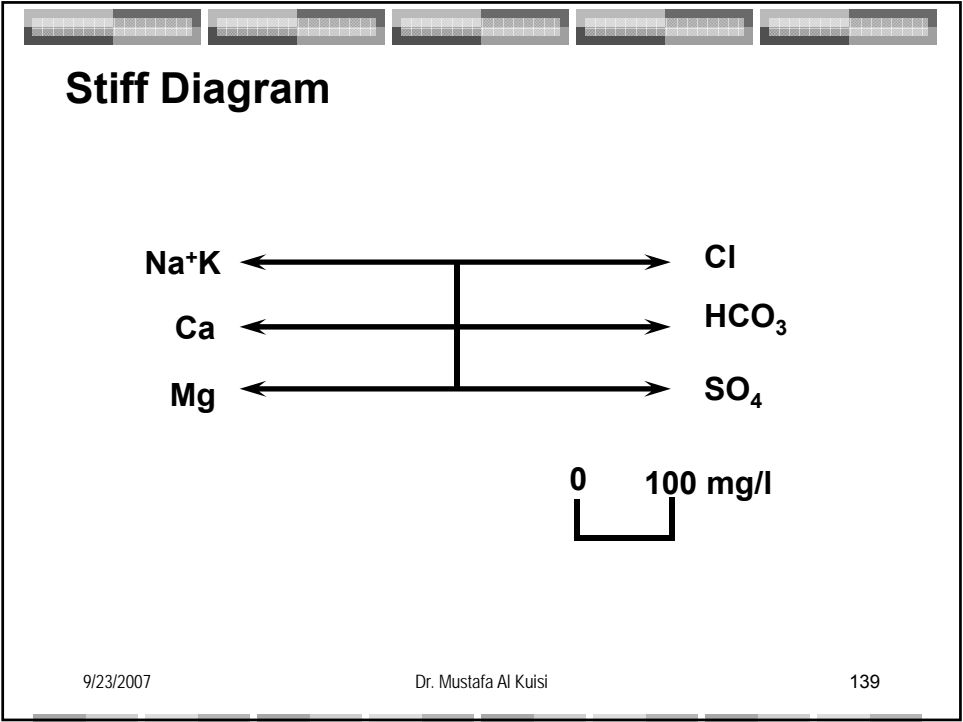 Stiff Diagram
Na⁺K Cl
Ca HCO₃
Mg SO₄
0 100 mg/l
9/23/2007 Dr. Mustafa Al Kuisi 139